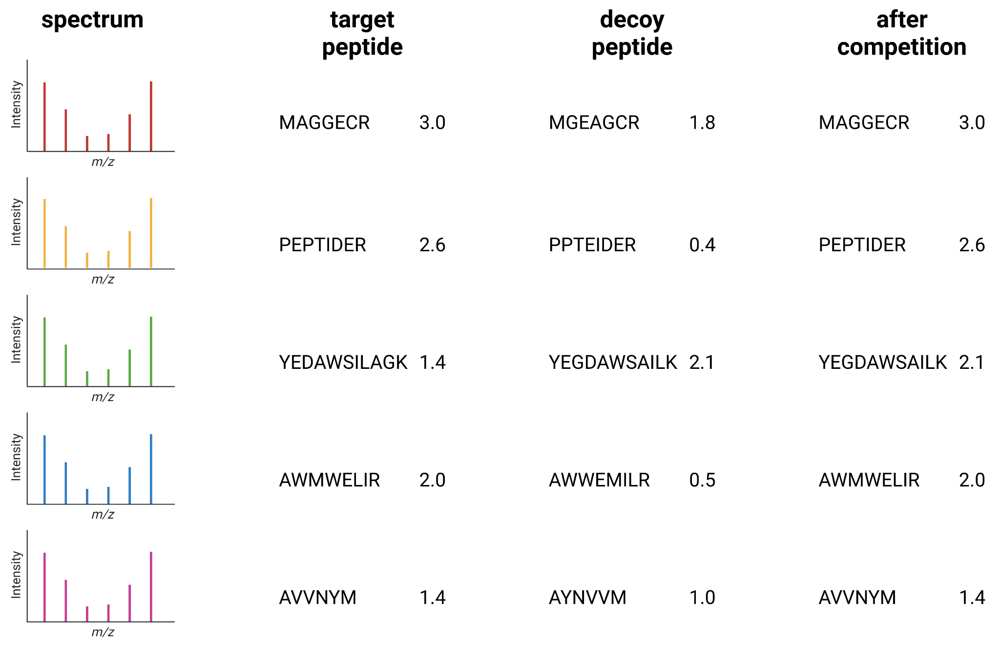 spectrum
target
peptide
decoy
peptide
after
competition
Intensity
m/z
MAGGECR 3.0
MGEAGCR 1.8
MAGGECR 3.0
Intensity
m/z
PEPTIDER 2.6
PPTEIDER 0.4
PEPTIDER 2.6
Intensity
m/z
YEDAWSILAGK 1.4
YEGDAWSAILK 2.1
YEGDAWSAILK 2.1
Intensity
m/z
AWMWELIR 2.0
AWWEMILR 0.5
AWMWELIR 2.0
Intensity
m/z
AVVNYM 1.4
AYNVVM 1.0
AVVNYM 1.4